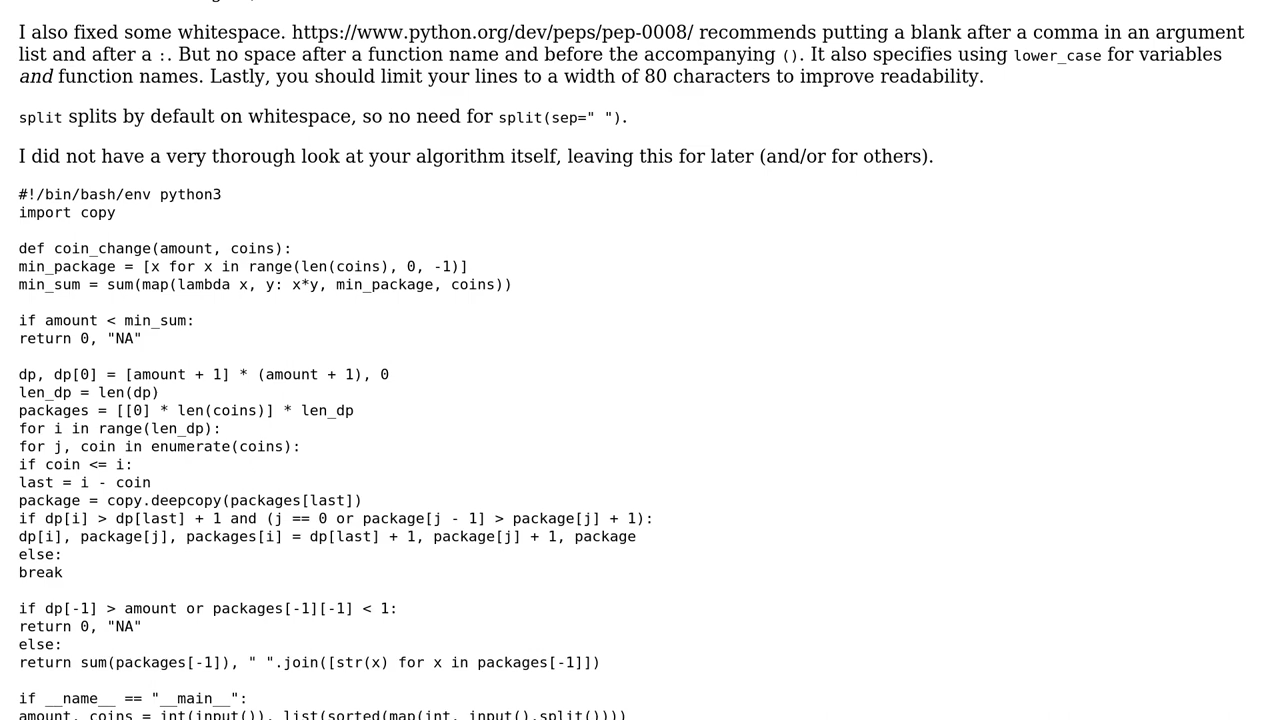 I also fixed some whitespace. https://www.python.org/dev/peps/pep-0008/ recommends putting a blank after a comma in an argument
list and after a :. But no space after a function name and before the accompanying (). It also specifies using lower_case for variables
and function names. Lastly, you should limit your lines to a width of 80 characters to improve readability.
split splits by default on whitespace, so no need for split(sep=" ").
I did not have a very thorough look at your algorithm itself, leaving this for later (and/or for others).
#!/bin/bash/env python3
import copy
def coin_change(amount, coins):
min_package = [x for x in range(len(coins), 0, -1)]
min_sum = sum(map(lambda x, y: x*y, min_package, coins))
if amount < min_sum:
return 0, "NA"
dp, dp[0] = [amount + 1] * (amount + 1), 0
len_dp = len(dp)
packages = [[0] * len(coins)] * len_dp
for i in range(len_dp):
for j, coin in enumerate(coins):
if coin <= i:
last = i - coin
package = copy.deepcopy(packages[last])
if dp[i] > dp[last] + 1 and (j == 0 or package[j - 1] > package[j] + 1):
dp[i], package[j], packages[i] = dp[last] + 1, package[j] + 1, package
else:
break
if dp[-1] > amount or packages[-1][-1] < 1:
return 0, "NA"
else:
return sum(packages[-1]), " ".join([str(x) for x in packages[-1]])
if __name__ == "__main__":
amount, coins = int(input()), list(sorted(map(int, input().split())))